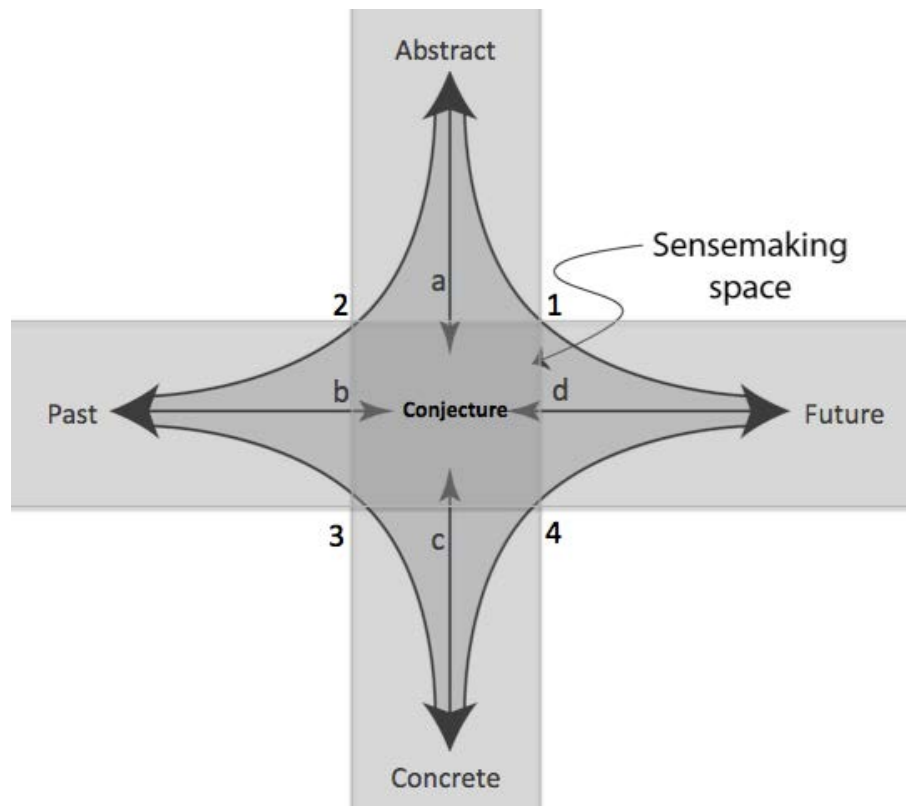 Abstract
Sensemaking
space
a
2
1
Past
b
Conjecture
d
Future
3
c
4
Concrete